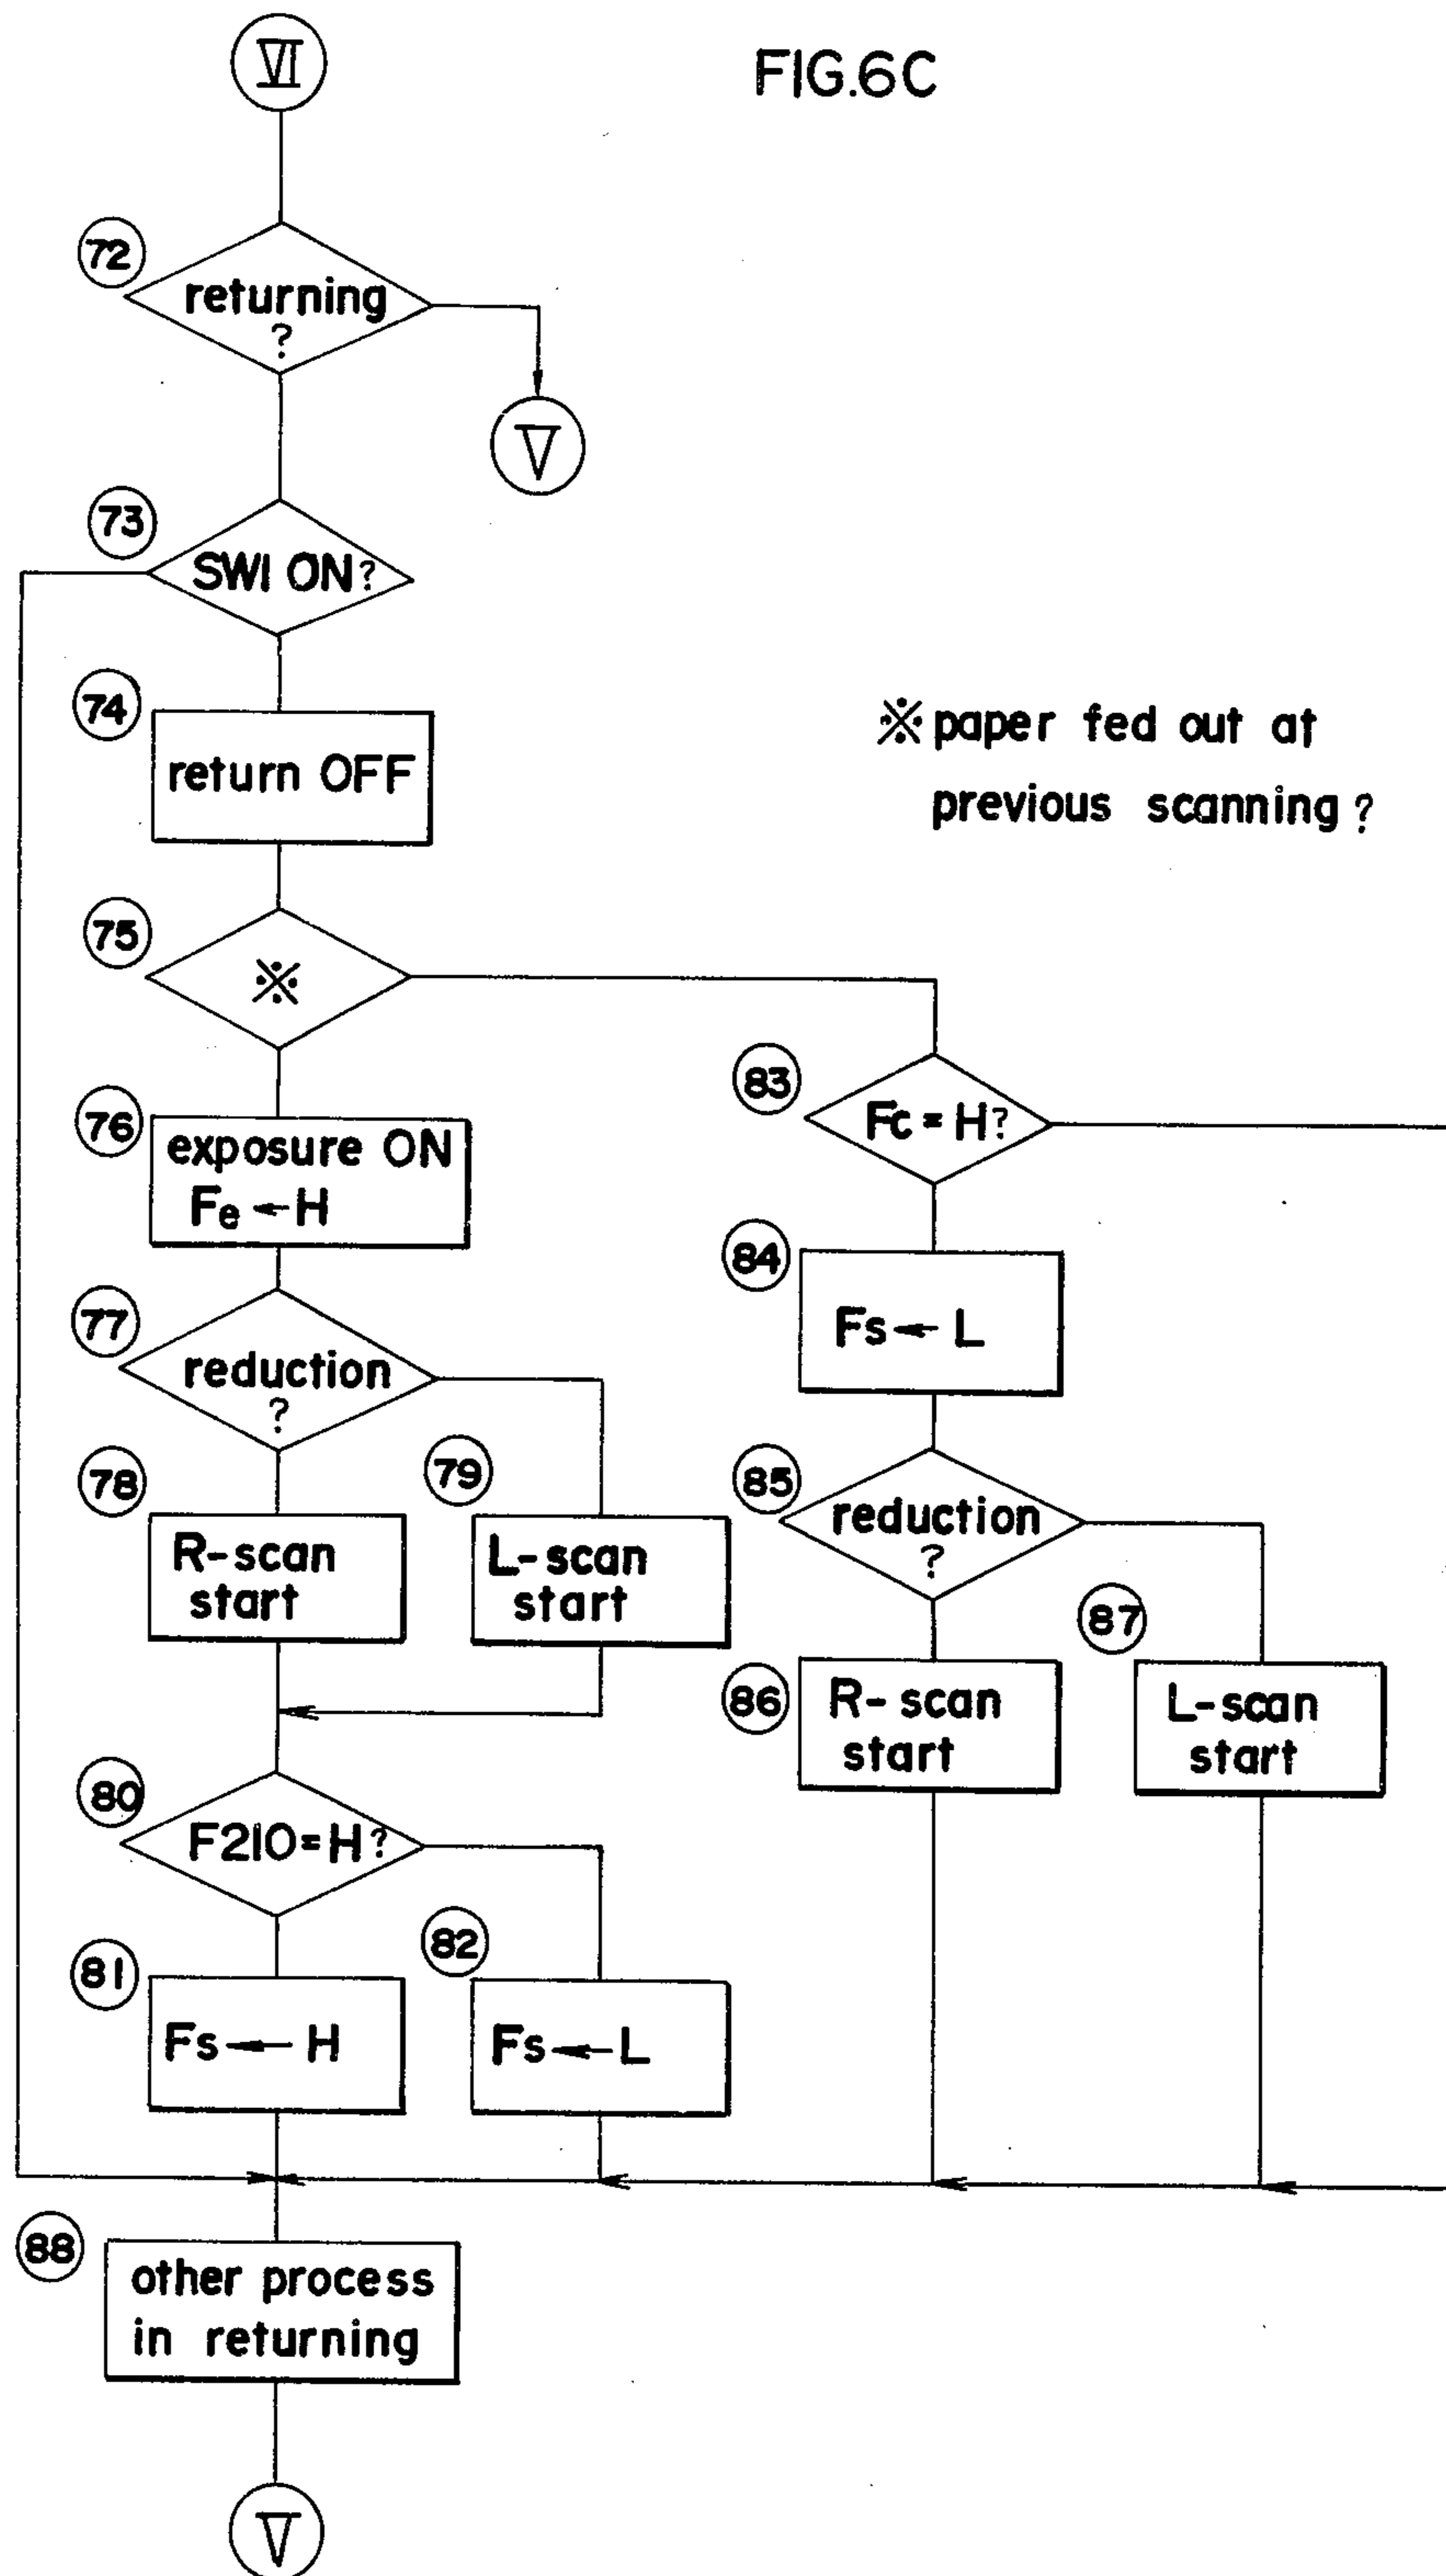 FIG.6C
VI
72
returning
?
V
73
SW1 ON?
74
return OFF
※ paper fed out at
previous scanning ?
75
※
76
exposure ON
Fe ← H
77
reduction
?
78
R-scan
start
79
L-scan
start
80
F210=H?
81
Fs ← H
82
Fs ← L
83
Fc = H?
84
Fs ← L
85
reduction
?
86
R-scan
start
87
L-scan
start
88
other process
in returning
V